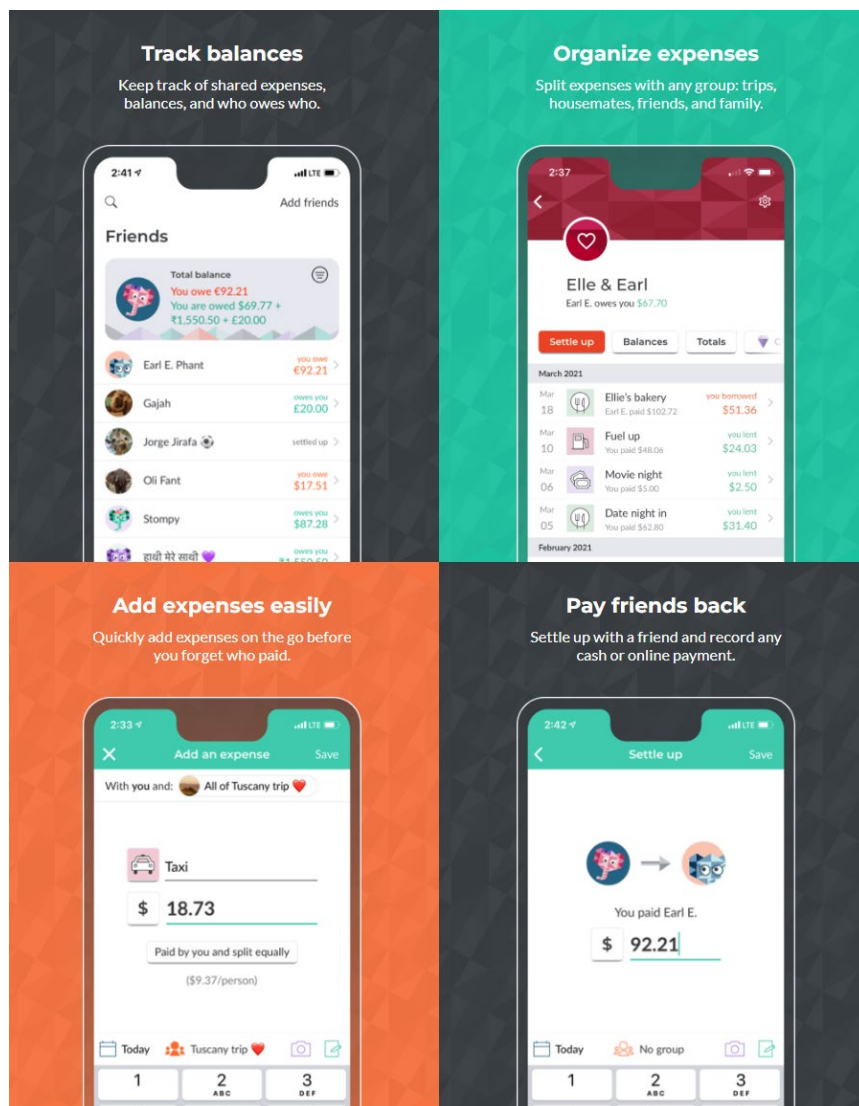 Track balances
Keep track of shared expenses,
balances, and who owes who.
2:41
LTE
Add friends
Friends
Total balance
You owe €92.21
You are owed $69.77 +
₹1,550.50 + £20.00
Earl E. Phant
you owe
€92.21
Gajah
owes you
£20.00
Jorge Jirafa ⚽
settled up
Oli Fant
you owe
$17.51
Stompy
owes you
$87.28
हाथी मेरे साथी 💜
owes you
₹1,550.50
Organize expenses
Split expenses with any group: trips,
housemates, friends, and family.
2:37
Elle & Earl
Earl E. owes you $67.70
Settle up
Balances
Totals
C
March 2021
Mar
18
Ellie's bakery
Earl E. paid $102.72
you borrowed
$51.36
Mar
10
Fuel up
You paid $48.06
you lent
$24.03
Mar
06
Movie night
You paid $5.00
you lent
$2.50
Mar
05
Date night in
You paid $62.80
you lent
$31.40
February 2021
Add expenses easily
Quickly add expenses on the go before
you forget who paid.
2:33
LTE
Add an expense
Save
With you and: All of Tuscany trip ❤️
Taxi
$ 18.73
Paid by you and split equally
($9.37/person)
Today
Tuscany trip ❤️
1
2
ABC
3
DEF
Pay friends back
Settle up with a friend and record any
cash or online payment.
2:42
LTE
Settle up
Save
You paid Earl E.
$ 92.21
Today
No group
1
2
ABC
3
DEF